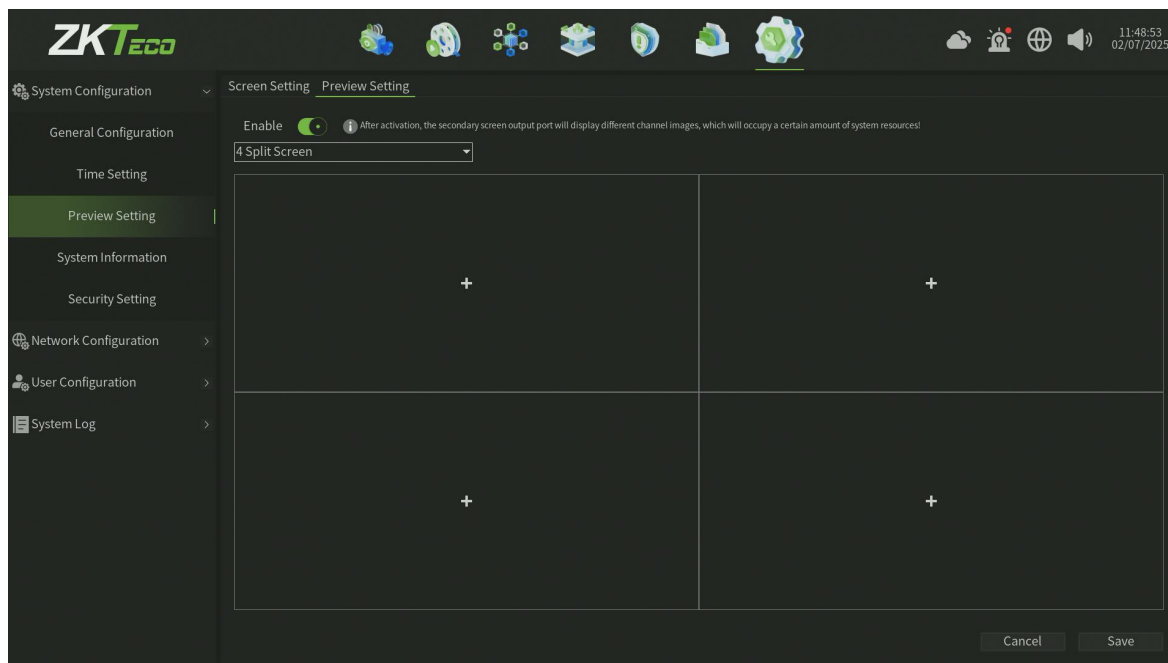 ZKTeco
11:48:53
02/07/2025
System Configuration
General Configuration
Time Setting
Preview Setting
System Information
Security Setting
Network Configuration
User Configuration
System Log
Screen Setting Preview Setting
Enable After activation, the secondary screen output port will display different channel images, which will occupy a certain amount of system resources!
4 Split Screen
Cancel Save